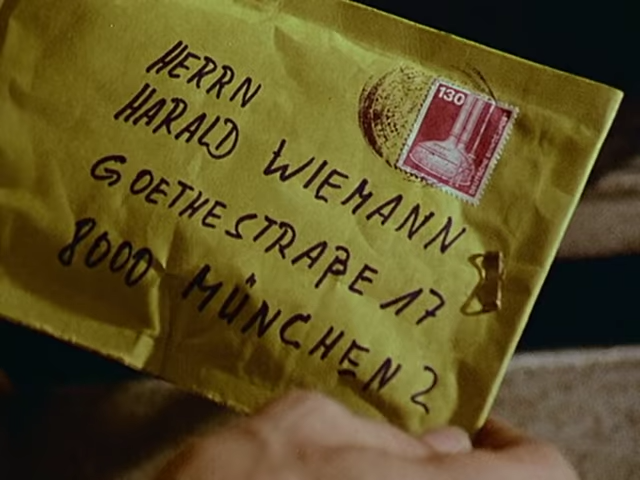 HERRN
HARALD WIEMANN
GOETHESTRAßE 17
8000 MÜNCHEN 2
130